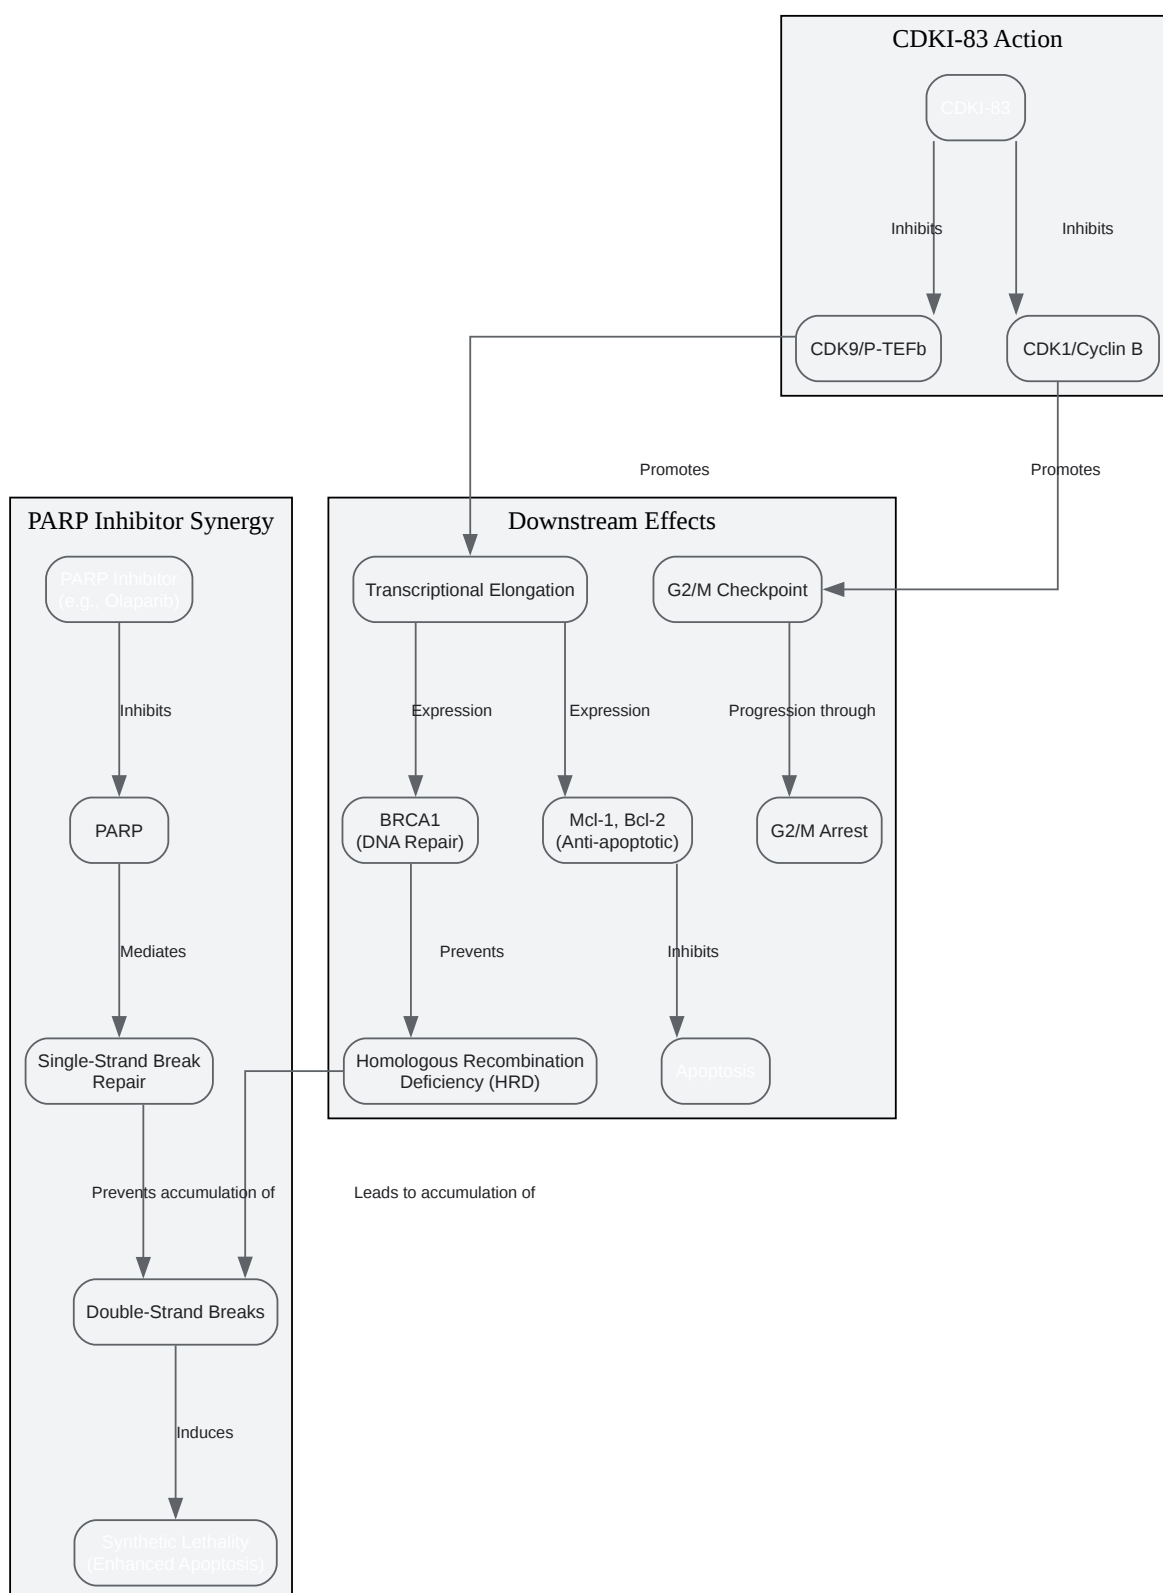 CDKI-83 Action
CDKI-83
Inhibits
Inhibits
CDK9/P-TEFb
CDK1/Cyclin B
Promotes
Promotes
PARP Inhibitor Synergy
Downstream Effects
PARP Inhibitor
(e.g., Olaparib)
Transcriptional Elongation
G2/M Checkpoint
Inhibits
Expression
Expression
Progression through
PARP
BRCA1
(DNA Repair)
Mcl-1, Bcl-2
(Anti-apoptotic)
G2/M Arrest
Mediates
Prevents
Inhibits
Single-Strand Break
Repair
Homologous Recombination
Deficiency (HRD)
Apoptosis
Prevents accumulation of
Leads to accumulation of
Double-Strand Breaks
Induces
Synthetic Lethality
(Enhanced Apoptosis)